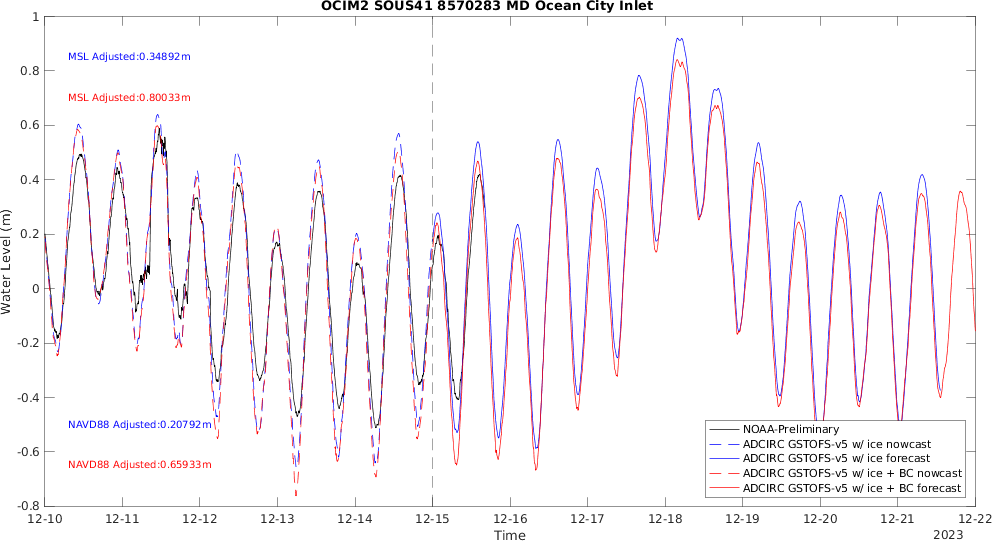 OCIM2 SOUS41 8570283 MD Ocean City Inlet
1
0.8
0.6
0.4
0.2
0
-0.2
-0.4
-0.6
-0.8
Water Level (m)
MSL Adjusted:0.34892m
MSL Adjusted:0.80033m
NAVD88 Adjusted:0.20792m
NAVD88 Adjusted:0.65933m
NOAA-Preliminary
ADCIRC GSTOFS-v5 w/ ice nowcast
ADCIRC GSTOFS-v5 w/ ice forecast
ADCIRC GSTOFS-v5 w/ ice + BC nowcast
ADCIRC GSTOFS-v5 w/ ice + BC forecast
12-10 12-11 12-12 12-13 12-14 12-15 12-16 12-17 12-18 12-19 12-20 12-21 12-22
Time
2023